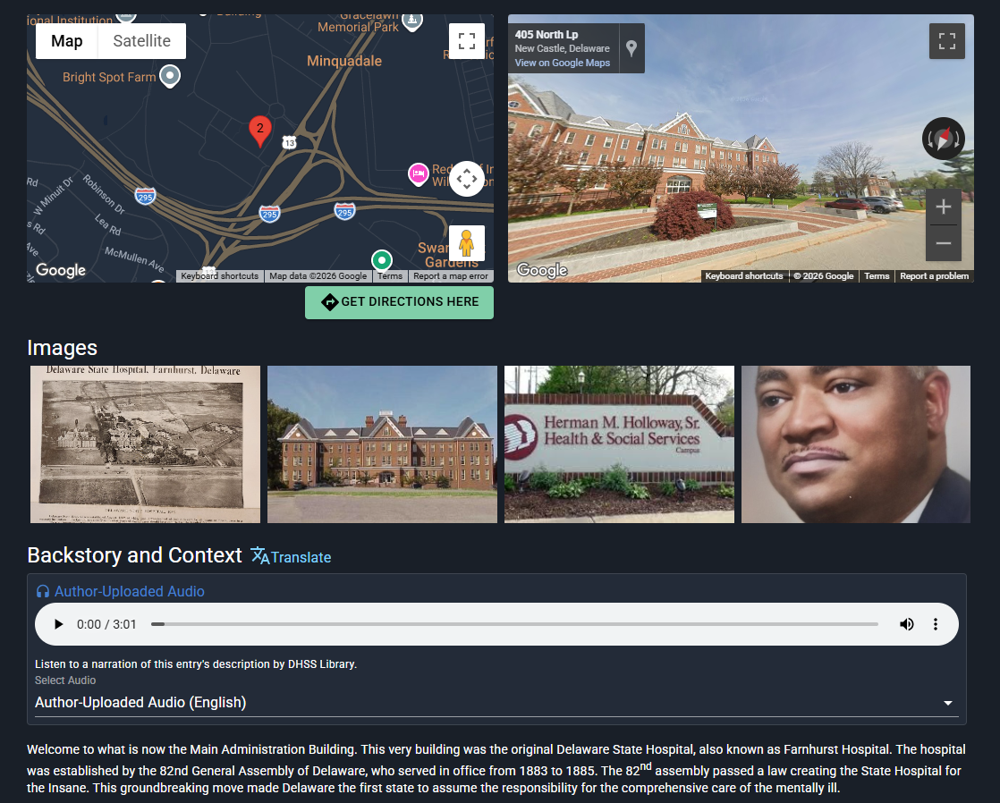 ional Institution
Building
Gracelawn
Memorial Park
Map
Satellite
Minquadale
Bright Spot Farm
2
13
295
295
295
Rd
W Minuit Dr
Robinson Dr
Lea Rd
s Rd
Ave
McMullen Ave
Red
In
Wil
on
Swan
Gardens
Google
Keyboard shortcuts
Map data ©2026 Google
Terms
Report a map error
405 North Lp
New Castle, Delaware
View on Google Maps
Google
Keyboard shortcuts
© 2026 Google
Terms
Report a problem
GET DIRECTIONS HERE
Images
Delaware State Hospital, Farnhurst, Delaware
Herman M. Holloway, Sr.
Health & Social Services
Campus
Backstory and Context
Translate
Author-Uploaded Audio
0:00 / 3:01
Listen to a narration of this entry's description by DHSS Library.
Select Audio
Author-Uploaded Audio (English)
Welcome to what is now the Main Administration Building. This very building was the original Delaware State Hospital, also known as Farnhurst Hospital. The hospital
was established by the 82nd General Assembly of Delaware, who served in office from 1883 to 1885. The 82nd assembly passed a law creating the State Hospital for
the Insane. This groundbreaking move made Delaware the first state to assume the responsibility for the comprehensive care of the mentally ill.